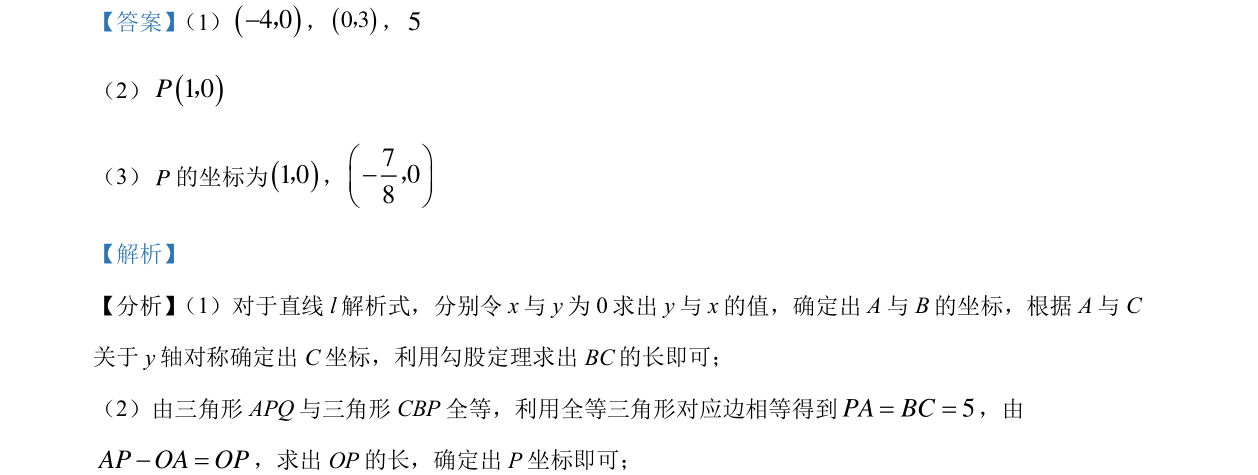 【答案】（1）(−4,0)，(0,3)，5
（2）P(1,0)
（3）P 的坐标为(1,0)，(−7/8,0)
【解析】
【分析】（1）对于直线 l 解析式，分别令 x 与 y 为 0 求出 y 与 x 的值，确定出 A 与 B 的坐标，根据 A 与 C
关于 y 轴对称确定出 C 坐标，利用勾股定理求出 BC 的长即可；
（2）由三角形 APQ 与三角形 CBP 全等，利用全等三角形对应边相等得到 PA = BC = 5，由
AP − OA = OP，求出 OP 的长，确定出 P 坐标即可；